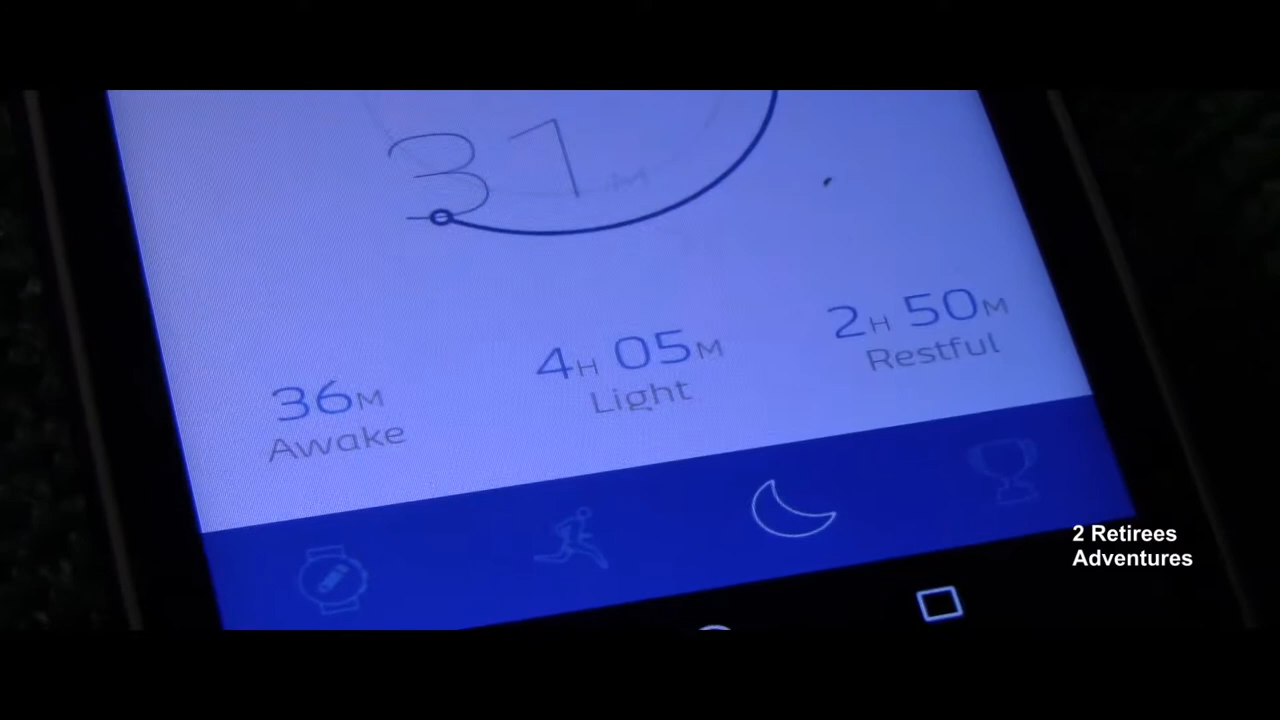 31M
36M
Awake
4H 05M
Light
2H 50M
Restful
2 Retirees
Adventures